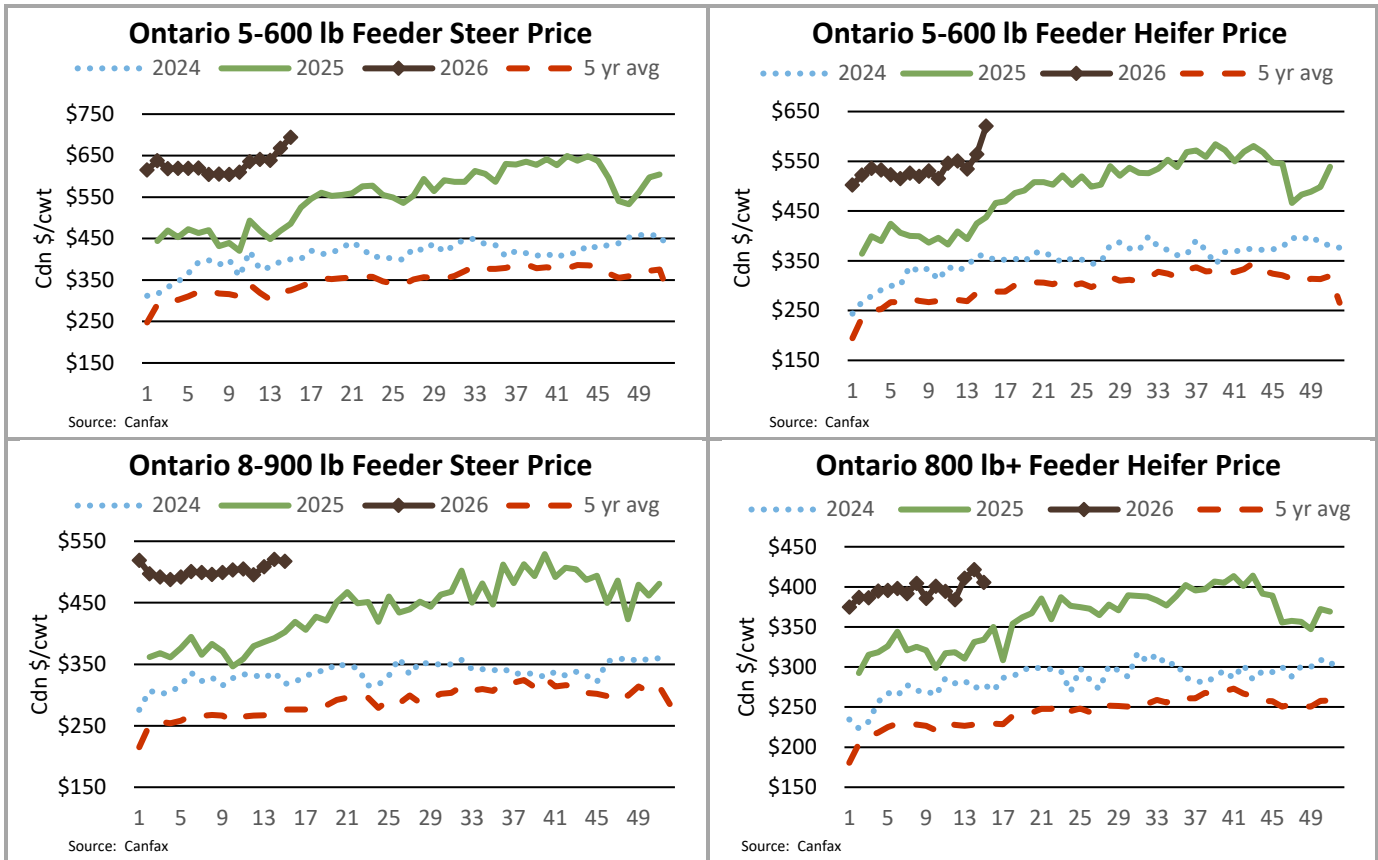 Ontario 5-600 lb Feeder Steer Price
2024 2025 2026 5 yr avg
Cdn $/cwt
$750
$650
$550
$450
$350
$250
$150
1 5 9 13 17 21 25 29 33 37 41 45 49
Source: Canfax
Ontario 5-600 lb Feeder Heifer Price
2024 2025 2026 5 yr avg
Cdn $/cwt
$650
$550
$450
$350
$250
$150
1 5 9 13 17 21 25 29 33 37 41 45 49
Source: Canfax
Ontario 8-900 lb Feeder Steer Price
2024 2025 2026 5 yr avg
Cdn $/cwt
$550
$450
$350
$250
$150
1 5 9 13 17 21 25 29 33 37 41 45 49
Source: Canfax
Ontario 800 lb+ Feeder Heifer Price
2024 2025 2026 5 yr avg
Cdn $/cwt
$450
$400
$350
$300
$250
$200
$150
1 5 9 13 17 21 25 29 33 37 41 45 49
Source: Canfax